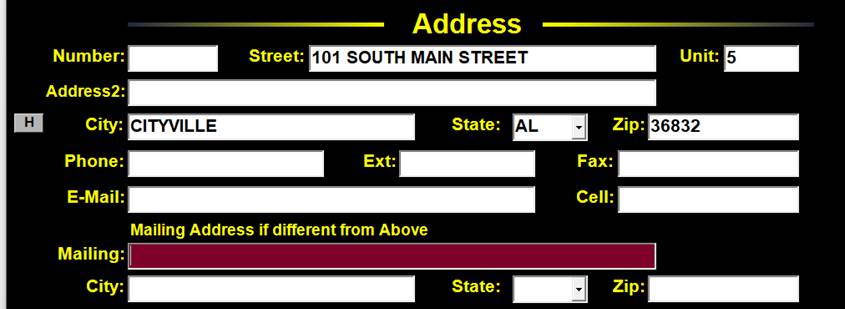 Address
Number: Street: 101 SOUTH MAIN STREET Unit: 5
Address2:
H City: CITYVILLE State: AL Zip: 36832
Phone: Ext: Fax:
E-Mail: Cell:
Mailing Address if different from Above
Mailing:
City: State: Zip: